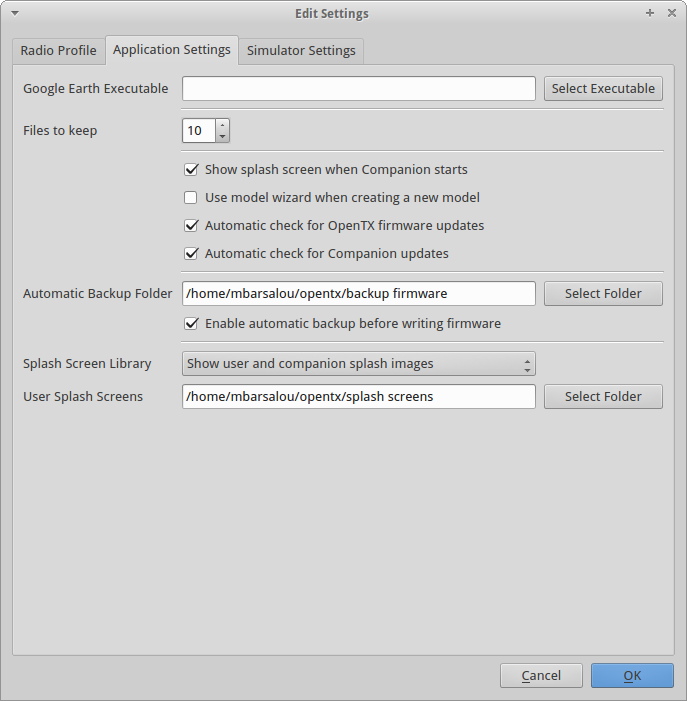 Edit Settings
Radio Profile Application Settings Simulator Settings
Google Earth Executable Select Executable
Files to keep 10
Show splash screen when Companion starts
Use model wizard when creating a new model
Automatic check for OpenTX firmware updates
Automatic check for Companion updates
Automatic Backup Folder /home/mbarsalou/opentx/backup firmware Select Folder
Enable automatic backup before writing firmware
Splash Screen Library Show user and companion splash images
User Splash Screens /home/mbarsalou/opentx/splash screens Select Folder
Cancel OK